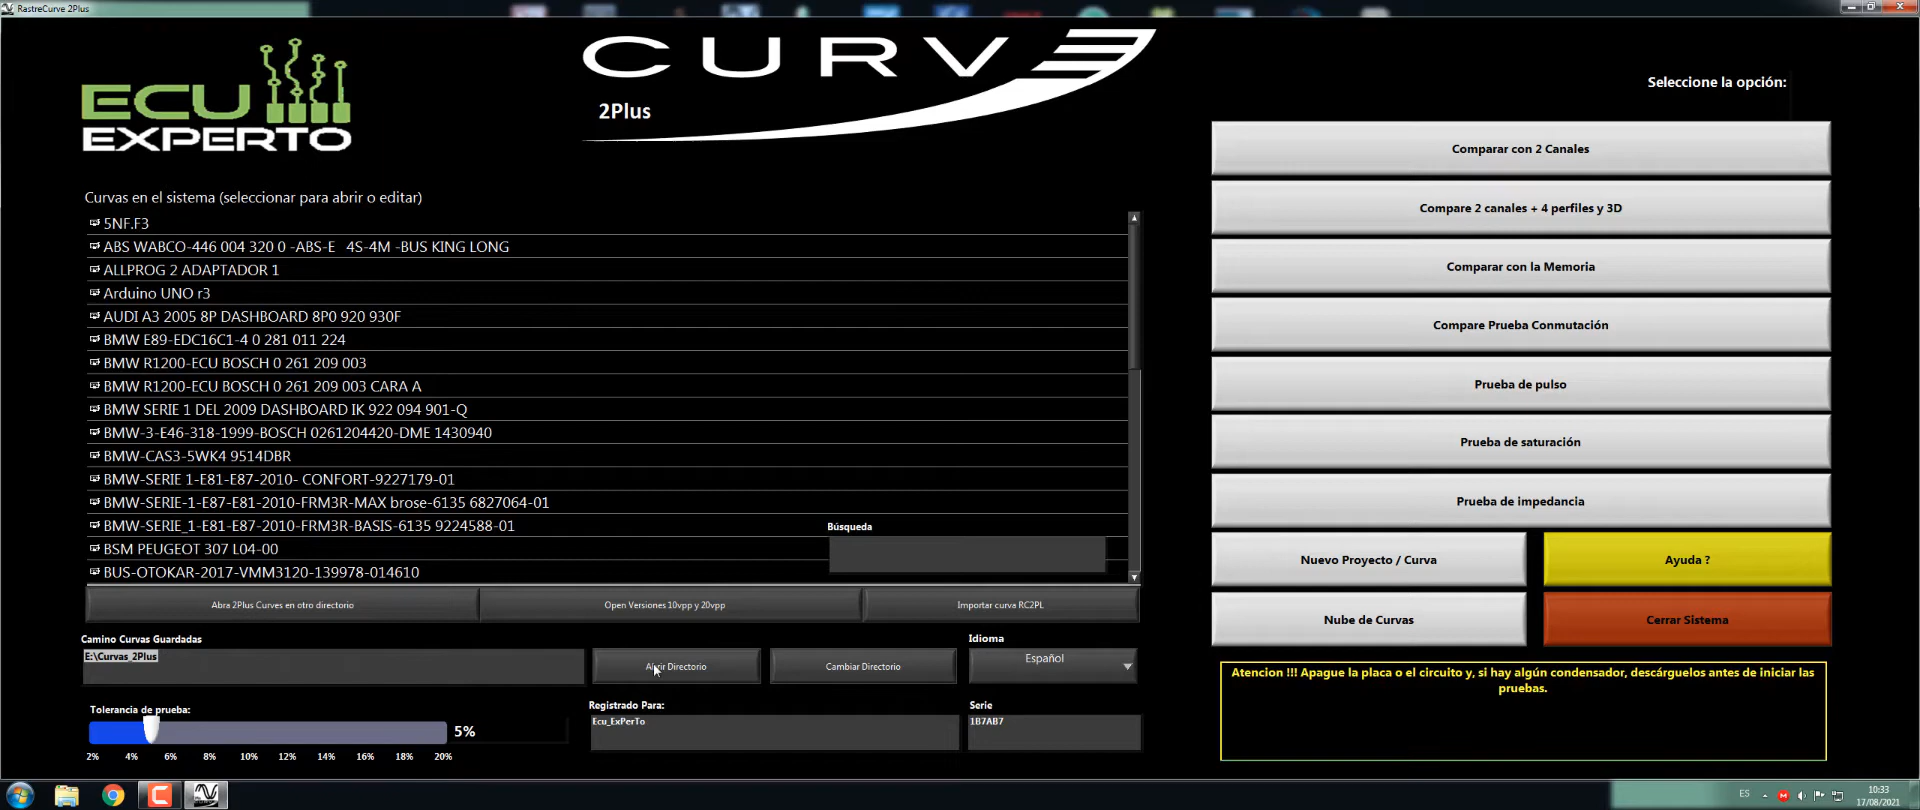 RastreCurve 2Plus
ECU
EXPERTO
CURVE
2Plus
Seleccione la opción:
Curvas en el sistema (seleccionar para abrir o editar)
5NF.F3
ABS WABCO-446 004 320 0 -ABS-E   4S-4M -BUS KING LONG
ALLPROG 2 ADAPTADOR 1
Arduino UNO r3
AUDI A3 2005 8P DASHBOARD 8P0 920 930F
BMW E89-EDC16C1-4 0 281 011 224
BMW R1200-ECU BOSCH 0 261 209 003
BMW R1200-ECU BOSCH 0 261 209 003 CARA A
BMW SERIE 1 DEL 2009 DASHBOARD IK 922 094 901-Q
BMW-3-E46-318-1999-BOSCH 0261204420-DME 1430940
BMW-CAS3-5WK4 9514DBR
BMW-SERIE 1-E81-E87-2010- CONFORT-9227179-01
BMW-SERIE-1-E87-E81-2010-FRM3R-MAX brose-6135 6827064-01
BMW-SERIE_1-E81-E87-2010-FRM3R-BASIS-6135 9224588-01
BSM PEUGEOT 307 L04-00
BUS-OTOKAR-2017-VMM3120-139978-014610
Búsqueda
Abra 2Plus Curves en otro directorio
Open Versiones 10vpp y 20vpp
Importar curva RC2PL
Camino Curvas Guardadas
E:\Curvas_2Plus
Abrir Directorio
Cambiar Directorio
Idioma
Español
Tolerancia de prueba:
5%
2% 4% 6% 8% 10% 12% 14% 16% 18% 20%
Registrado Para:
Ecu_ExPerTo
Serie
1B7AB7
Comparar con 2 Canales
Compare 2 canales + 4 perfiles y 3D
Comparar con la Memoria
Compare Prueba Conmutación
Prueba de pulso
Prueba de saturación
Prueba de impedancia
Nuevo Proyecto / Curva
Ayuda ?
Nube de Curvas
Cerrar Sistema
Atencion !!! Apague la placa o el circuito y, si hay algún condensador, descárguelos antes de iniciar las
pruebas.
ES
10:33
17/08/2021